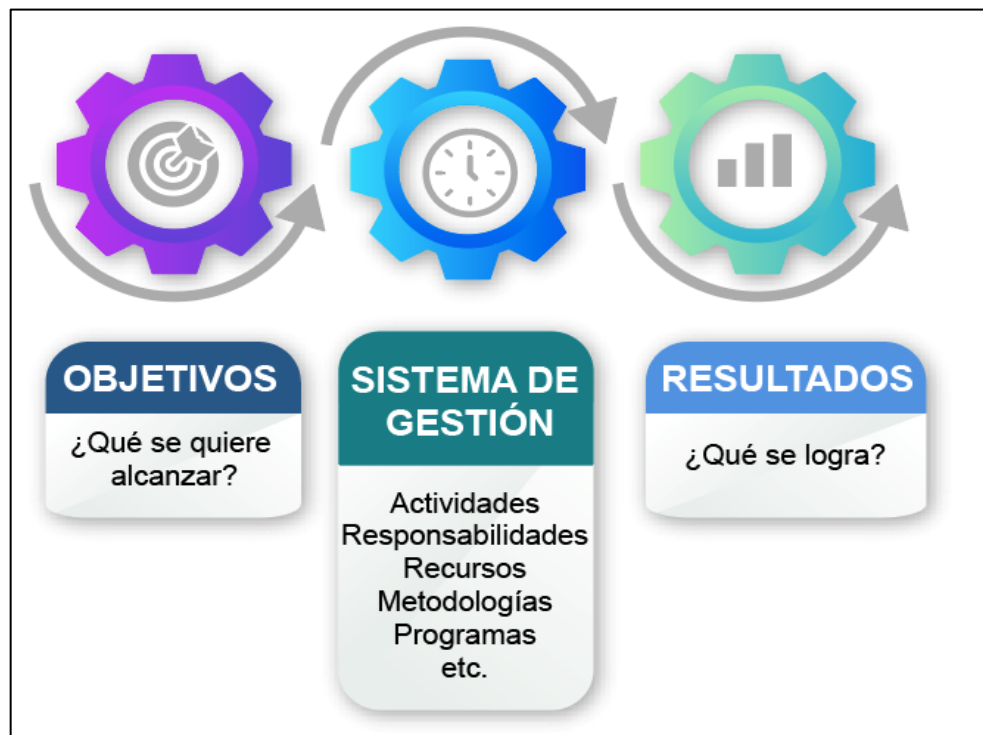 OBJETIVOS
¿Qué se quiere
alcanzar?
SISTEMA DE
GESTIÓN
Actividades
Responsabilidades
Recursos
Metodologías
Programas
etc.
RESULTADOS
¿Qué se logra?